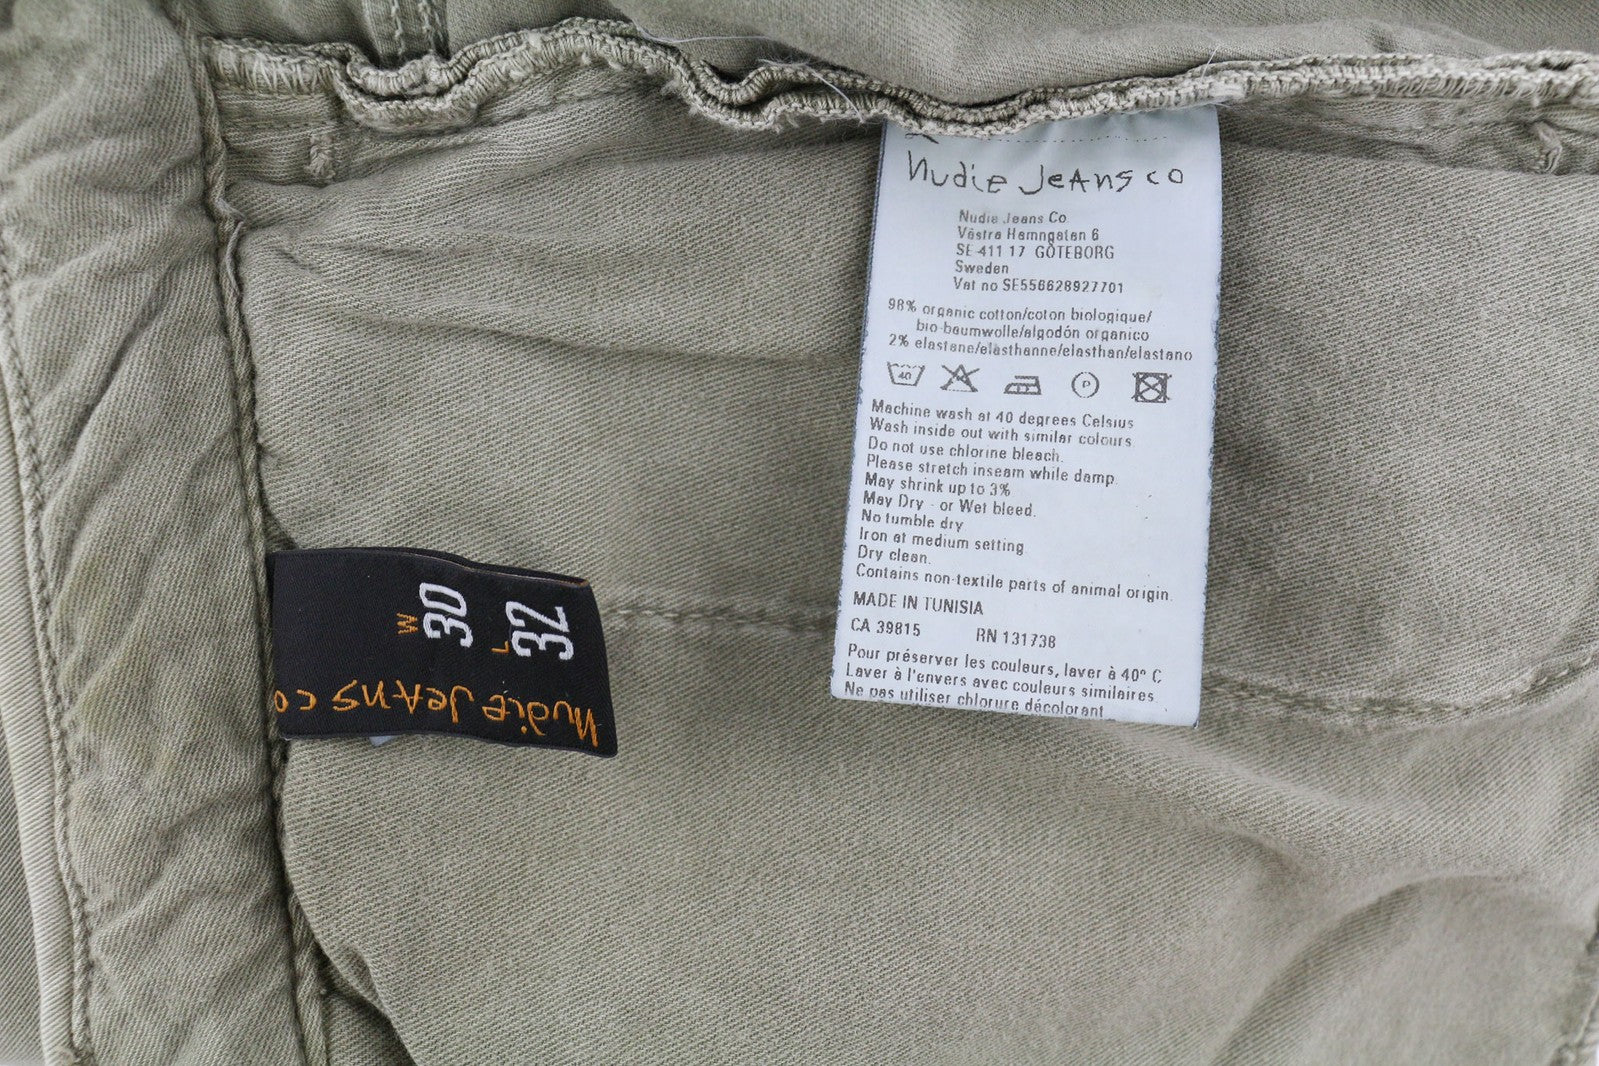 nudie Jeans co
Nudie Jeans Co
Västra Hamngatan 6
SE-411 17 GÖTEBORG
Sweden
Vat no SE556628927701
98% organic cotton/coton biologique/
bio-baumwolle/algodón organico
2% elastane/elasthanne/elasthan/elastano
40
P
Machine wash at 40 degrees Celsius
Wash inside out with similar colours
Do not use chlorine bleach.
Please stretch inseam while damp.
May shrink up to 3%
May Dry - or Wet bleed.
No tumble dry
Iron at medium setting
Dry clean.
Contains non-textile parts of animal origin.
MADE IN TUNISIA
CA 39815 RN 131738
Pour préserver les couleurs, laver à 40° C
Laver à l'envers avec couleurs similaires
Ne pas utiliser chlorure décolorant
W 30
L 32
nudie Jeans co